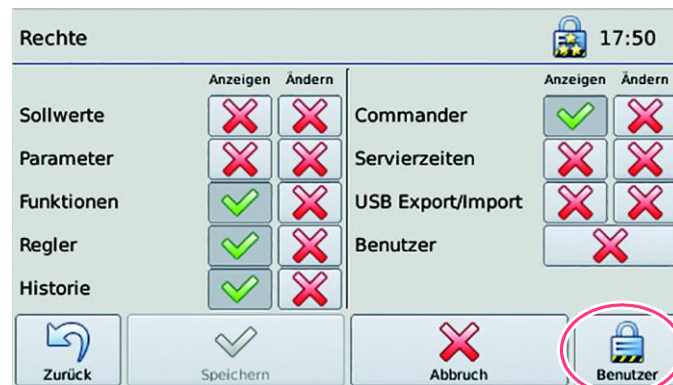 Rechte 17:50
Anzeigen Ändern Anzeigen Ändern
Sollwerte Commander
Parameter Servierzeiten
Funktionen USB Export/Import
Regler Benutzer
Historie
Zurück Speichern Abbruch Benutzer